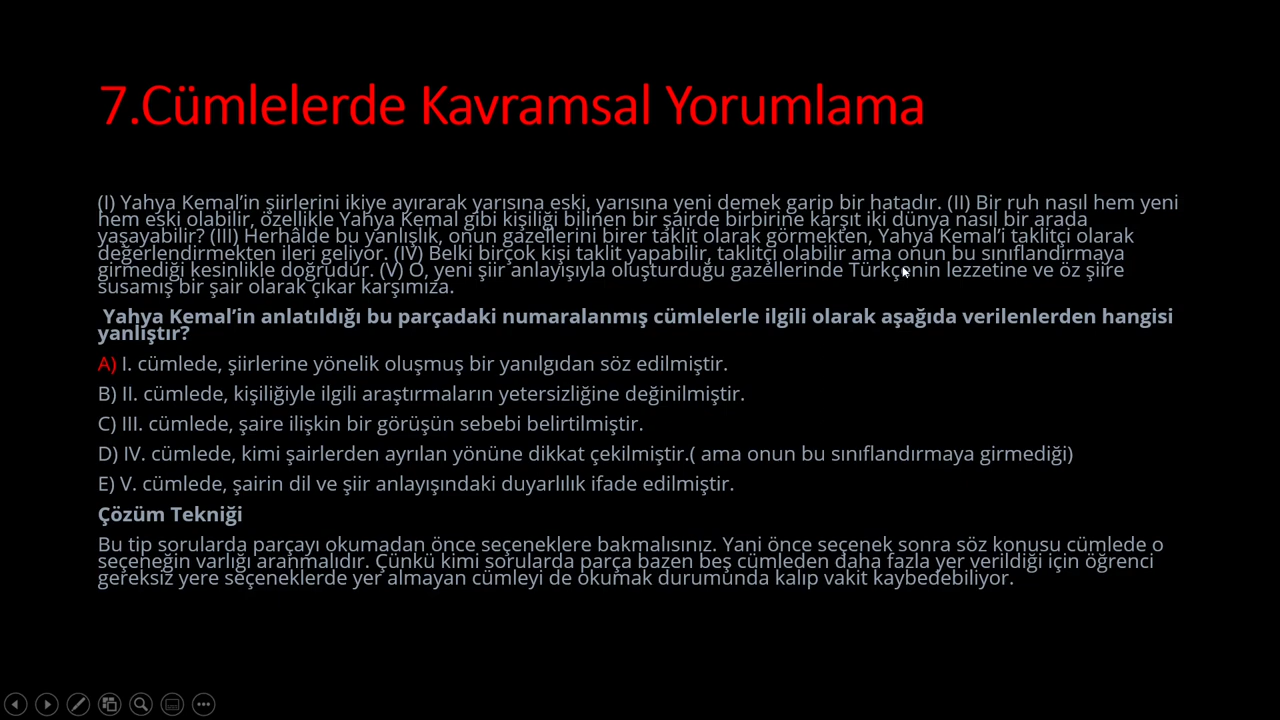 7.Cümlelerde Kavramsal Yorumlama
(I) Yahya Kemal’in şiirlerini ikiye ayırarak yarısına eski, yarısına yeni demek garip bir hatadır. (II) Bir ruh nasıl hem yeni
hem eski olabilir, özellikle Yahya Kemal gibi kişiliği bilinen bir şairde birbirine karşıt iki dünya nasıl bir arada
yaşayabilir? (III) Herhâlde bu yanlışlık, onun gazellerini birer taklit olarak görmekten, Yahya Kemal’i taklitçi olarak
değerlendirmekten ileri geliyor. (IV) Belki birçok kişi taklit yapabilir, taklitçi olabilir ama onun bu sınıflandırmaya
girmediği kesinlikle doğrudur. (V) O, yeni şiir anlayışıyla oluşturduğu gazellerinde Türkçenin lezzetine ve öz şiire
susamış bir şair olarak çıkar karşımıza.
Yahya Kemal’in anlatıldığı bu parçadaki numaralanmış cümlelerle ilgili olarak aşağıda verilenlerden hangisi
yanlıştır?
A) I. cümlede, şiirlerine yönelik oluşmuş bir yanılgıdan söz edilmiştir.
B) II. cümlede, kişiliğiyle ilgili araştırmaların yetersizliğine değinilmiştir.
C) III. cümlede, şaire ilişkin bir görüşün sebebi belirtilmiştir.
D) IV. cümlede, kimi şairlerden ayrılan yönüne dikkat çekilmiştir.( ama onun bu sınıflandırmaya girmediği)
E) V. cümlede, şairin dil ve şiir anlayışındaki duyarlılık ifade edilmiştir.
Çözüm Tekniği
Bu tip sorularda parçayı okumadan önce seçeneklere bakmalısınız. Yani önce seçenek sonra söz konusu cümlede o
seçeneğin varlığı aranmalıdır. Çünkü kimi sorularda parça bazen beş cümleden daha fazla yer verildiği için öğrenci
gereksiz yere seçeneklerde yer almayan cümleyi de okumak durumunda kalıp vakit kaybedebiliyor.